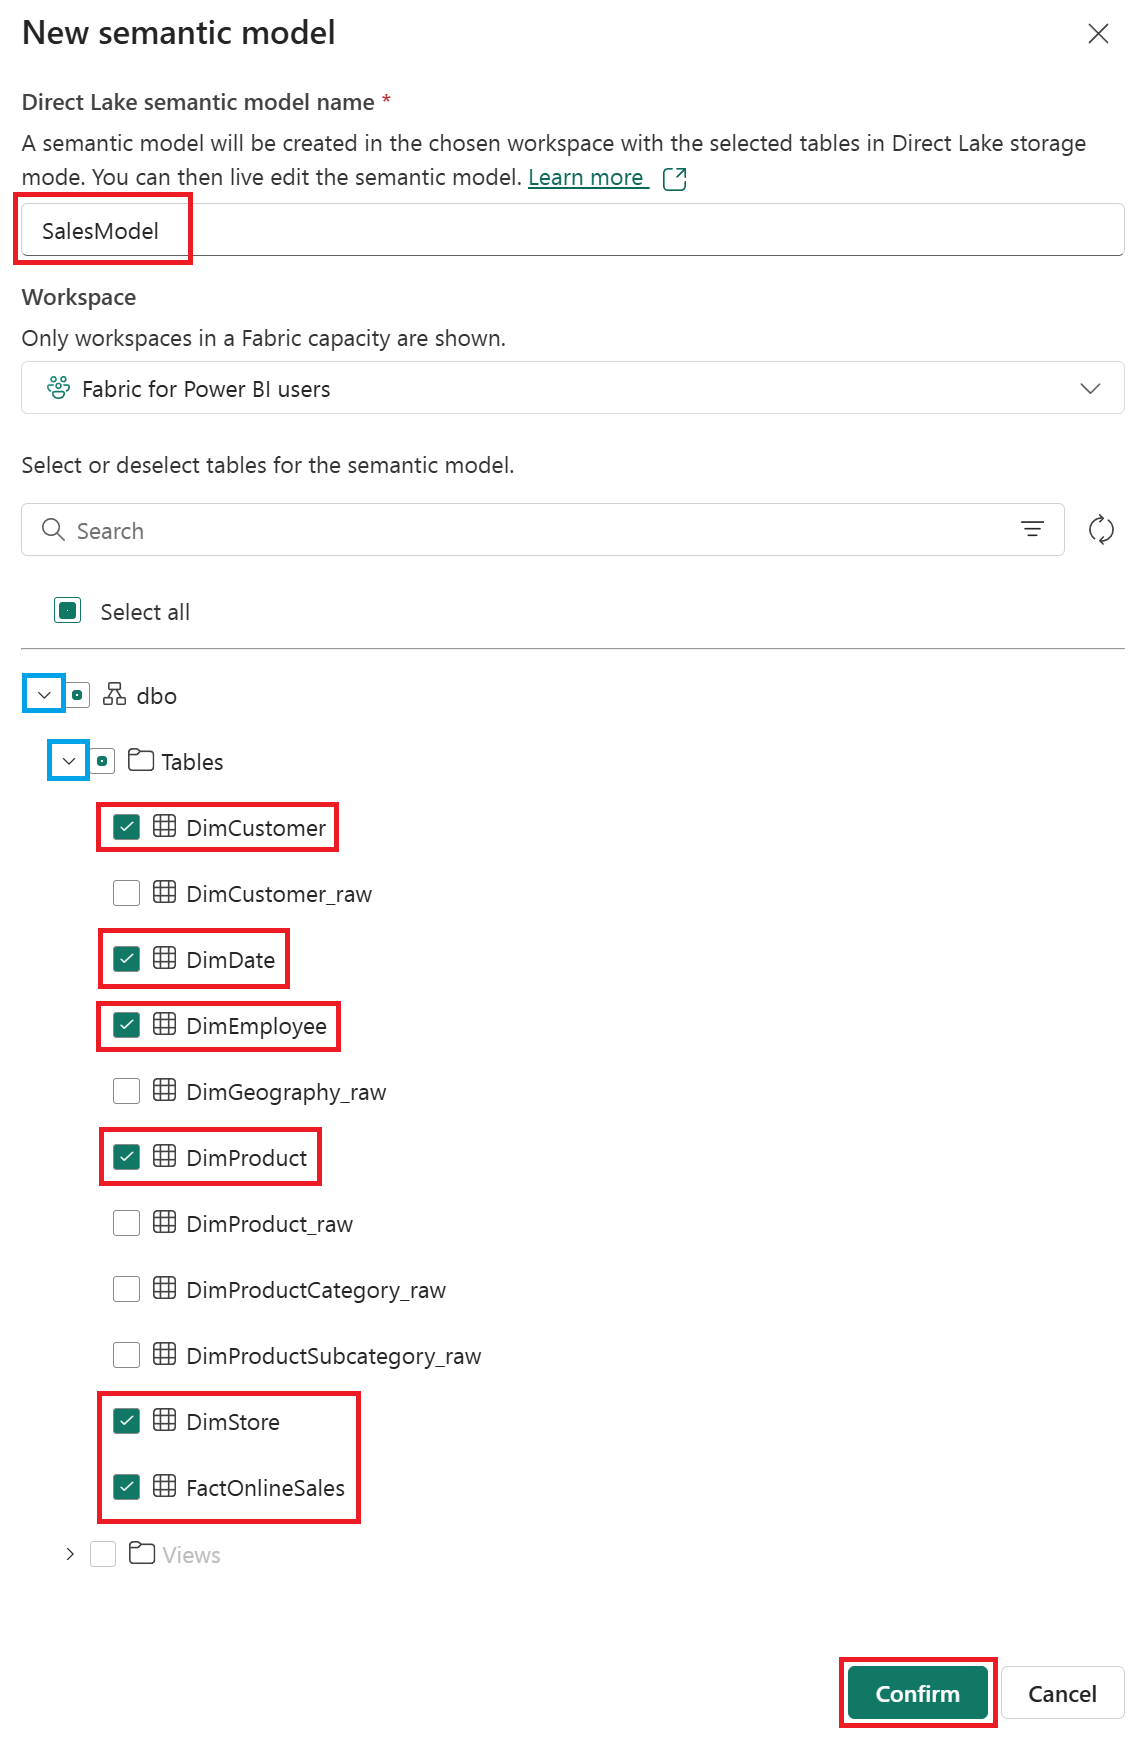 New semantic model
Direct Lake semantic model name *
A semantic model will be created in the chosen workspace with the selected tables in Direct Lake storage
mode. You can then live edit the semantic model. Learn more
SalesModel
Workspace
Only workspaces in a Fabric capacity are shown.
Fabric for Power BI users
Select or deselect tables for the semantic model.
Search
Select all
dbo
Tables
DimCustomer
DimCustomer_raw
DimDate
DimEmployee
DimGeography_raw
DimProduct
DimProduct_raw
DimProductCategory_raw
DimProductSubcategory_raw
DimStore
FactOnlineSales
Views
Confirm
Cancel